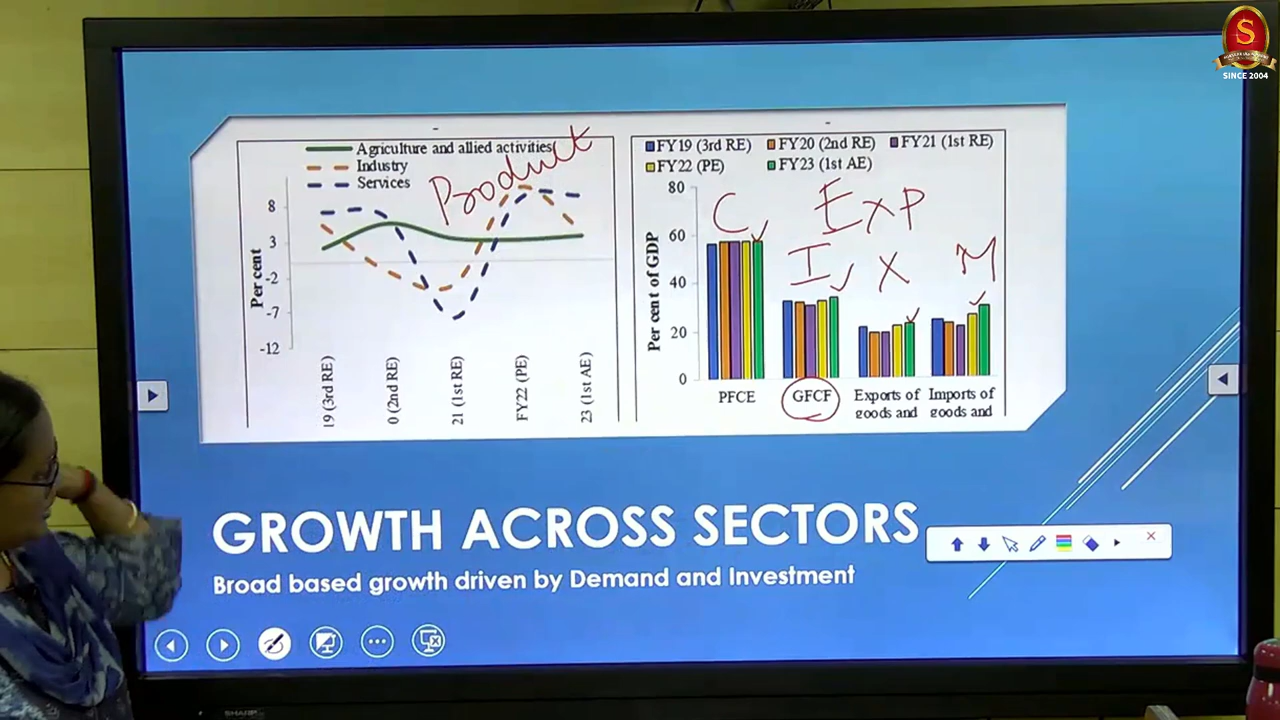 S
SINCE 2004
Agriculture and allied activities
Industry
Services
Product
8
3
-2
-7
-12
Per cent
19 (3rd RE)
0 (2nd RE)
21 (1st RE)
FY22 (PE)
23 (1st AE)
FY19 (3rd RE) FY20 (2nd RE) FY21 (1st RE)
FY22 (PE) FY23 (1st AE)
80
60
40
20
0
Per cent of GDP
C Exp
I X M
PFCE GFCF Exports of Imports of
goods and goods and
GROWTH ACROSS SECTORS
Broad based growth driven by Demand and Investment
SHARP